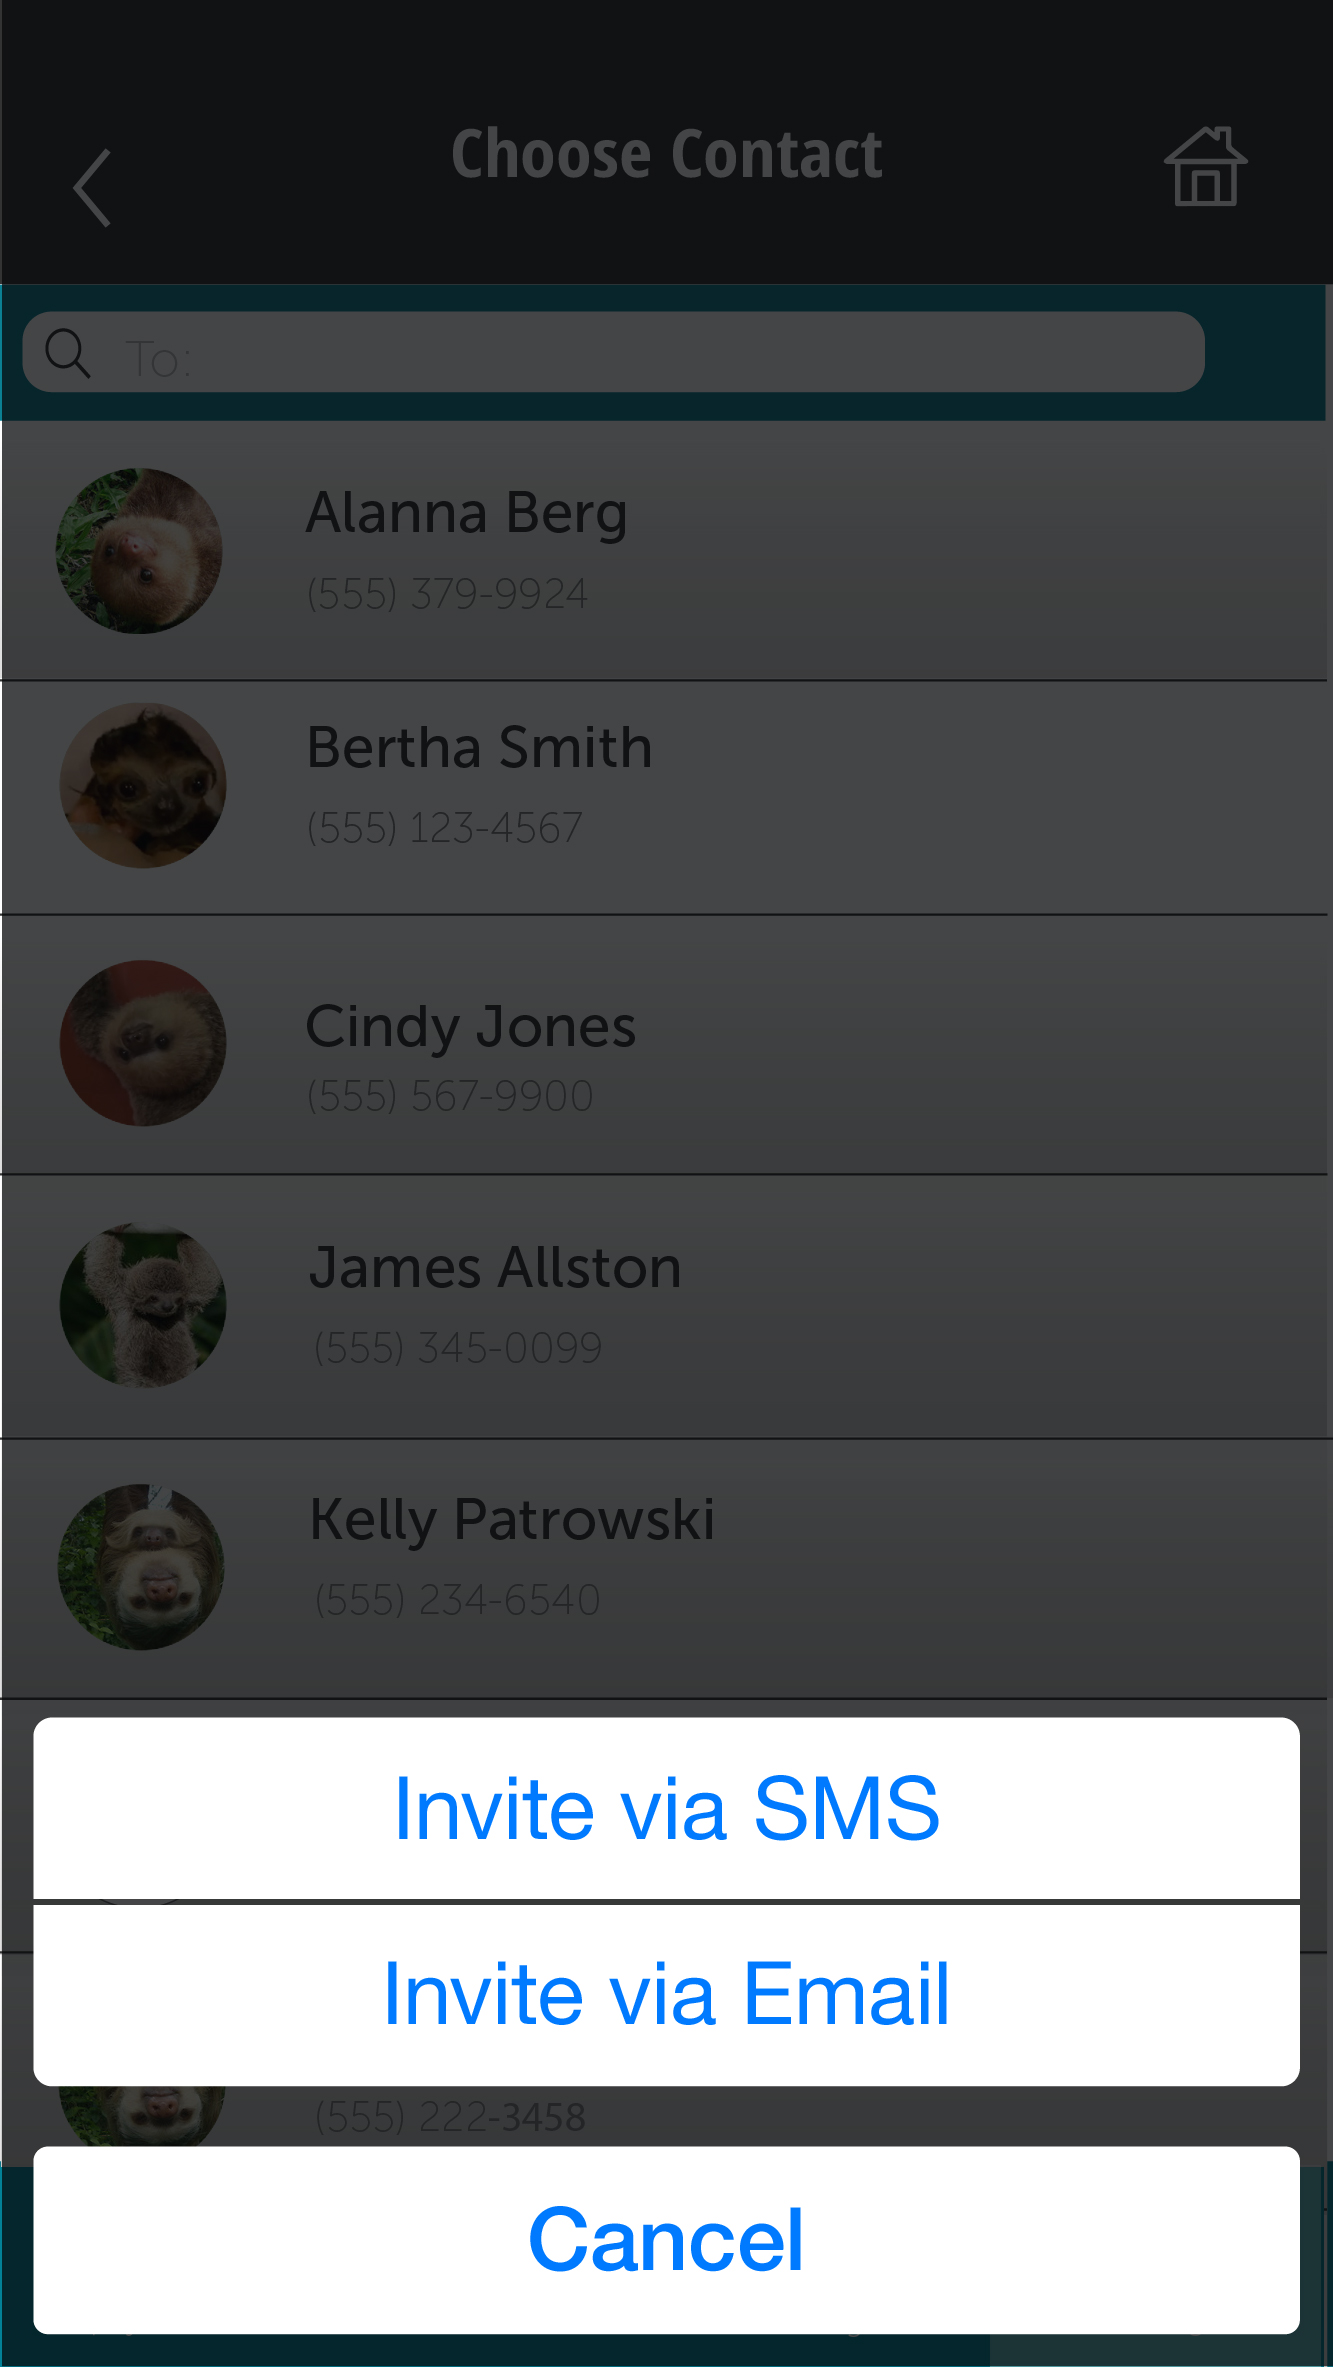 Choose Contact
To:
Alanna Berg
(555) 379-9924
Bertha Smith
(555) 123-4567
Cindy Jones
(555) 567-9900
James Allston
(555) 345-0099
Kelly Patrowski
(555) 234-6540
Invite via SMS
Invite via Email
(555) 222-3458
Cancel